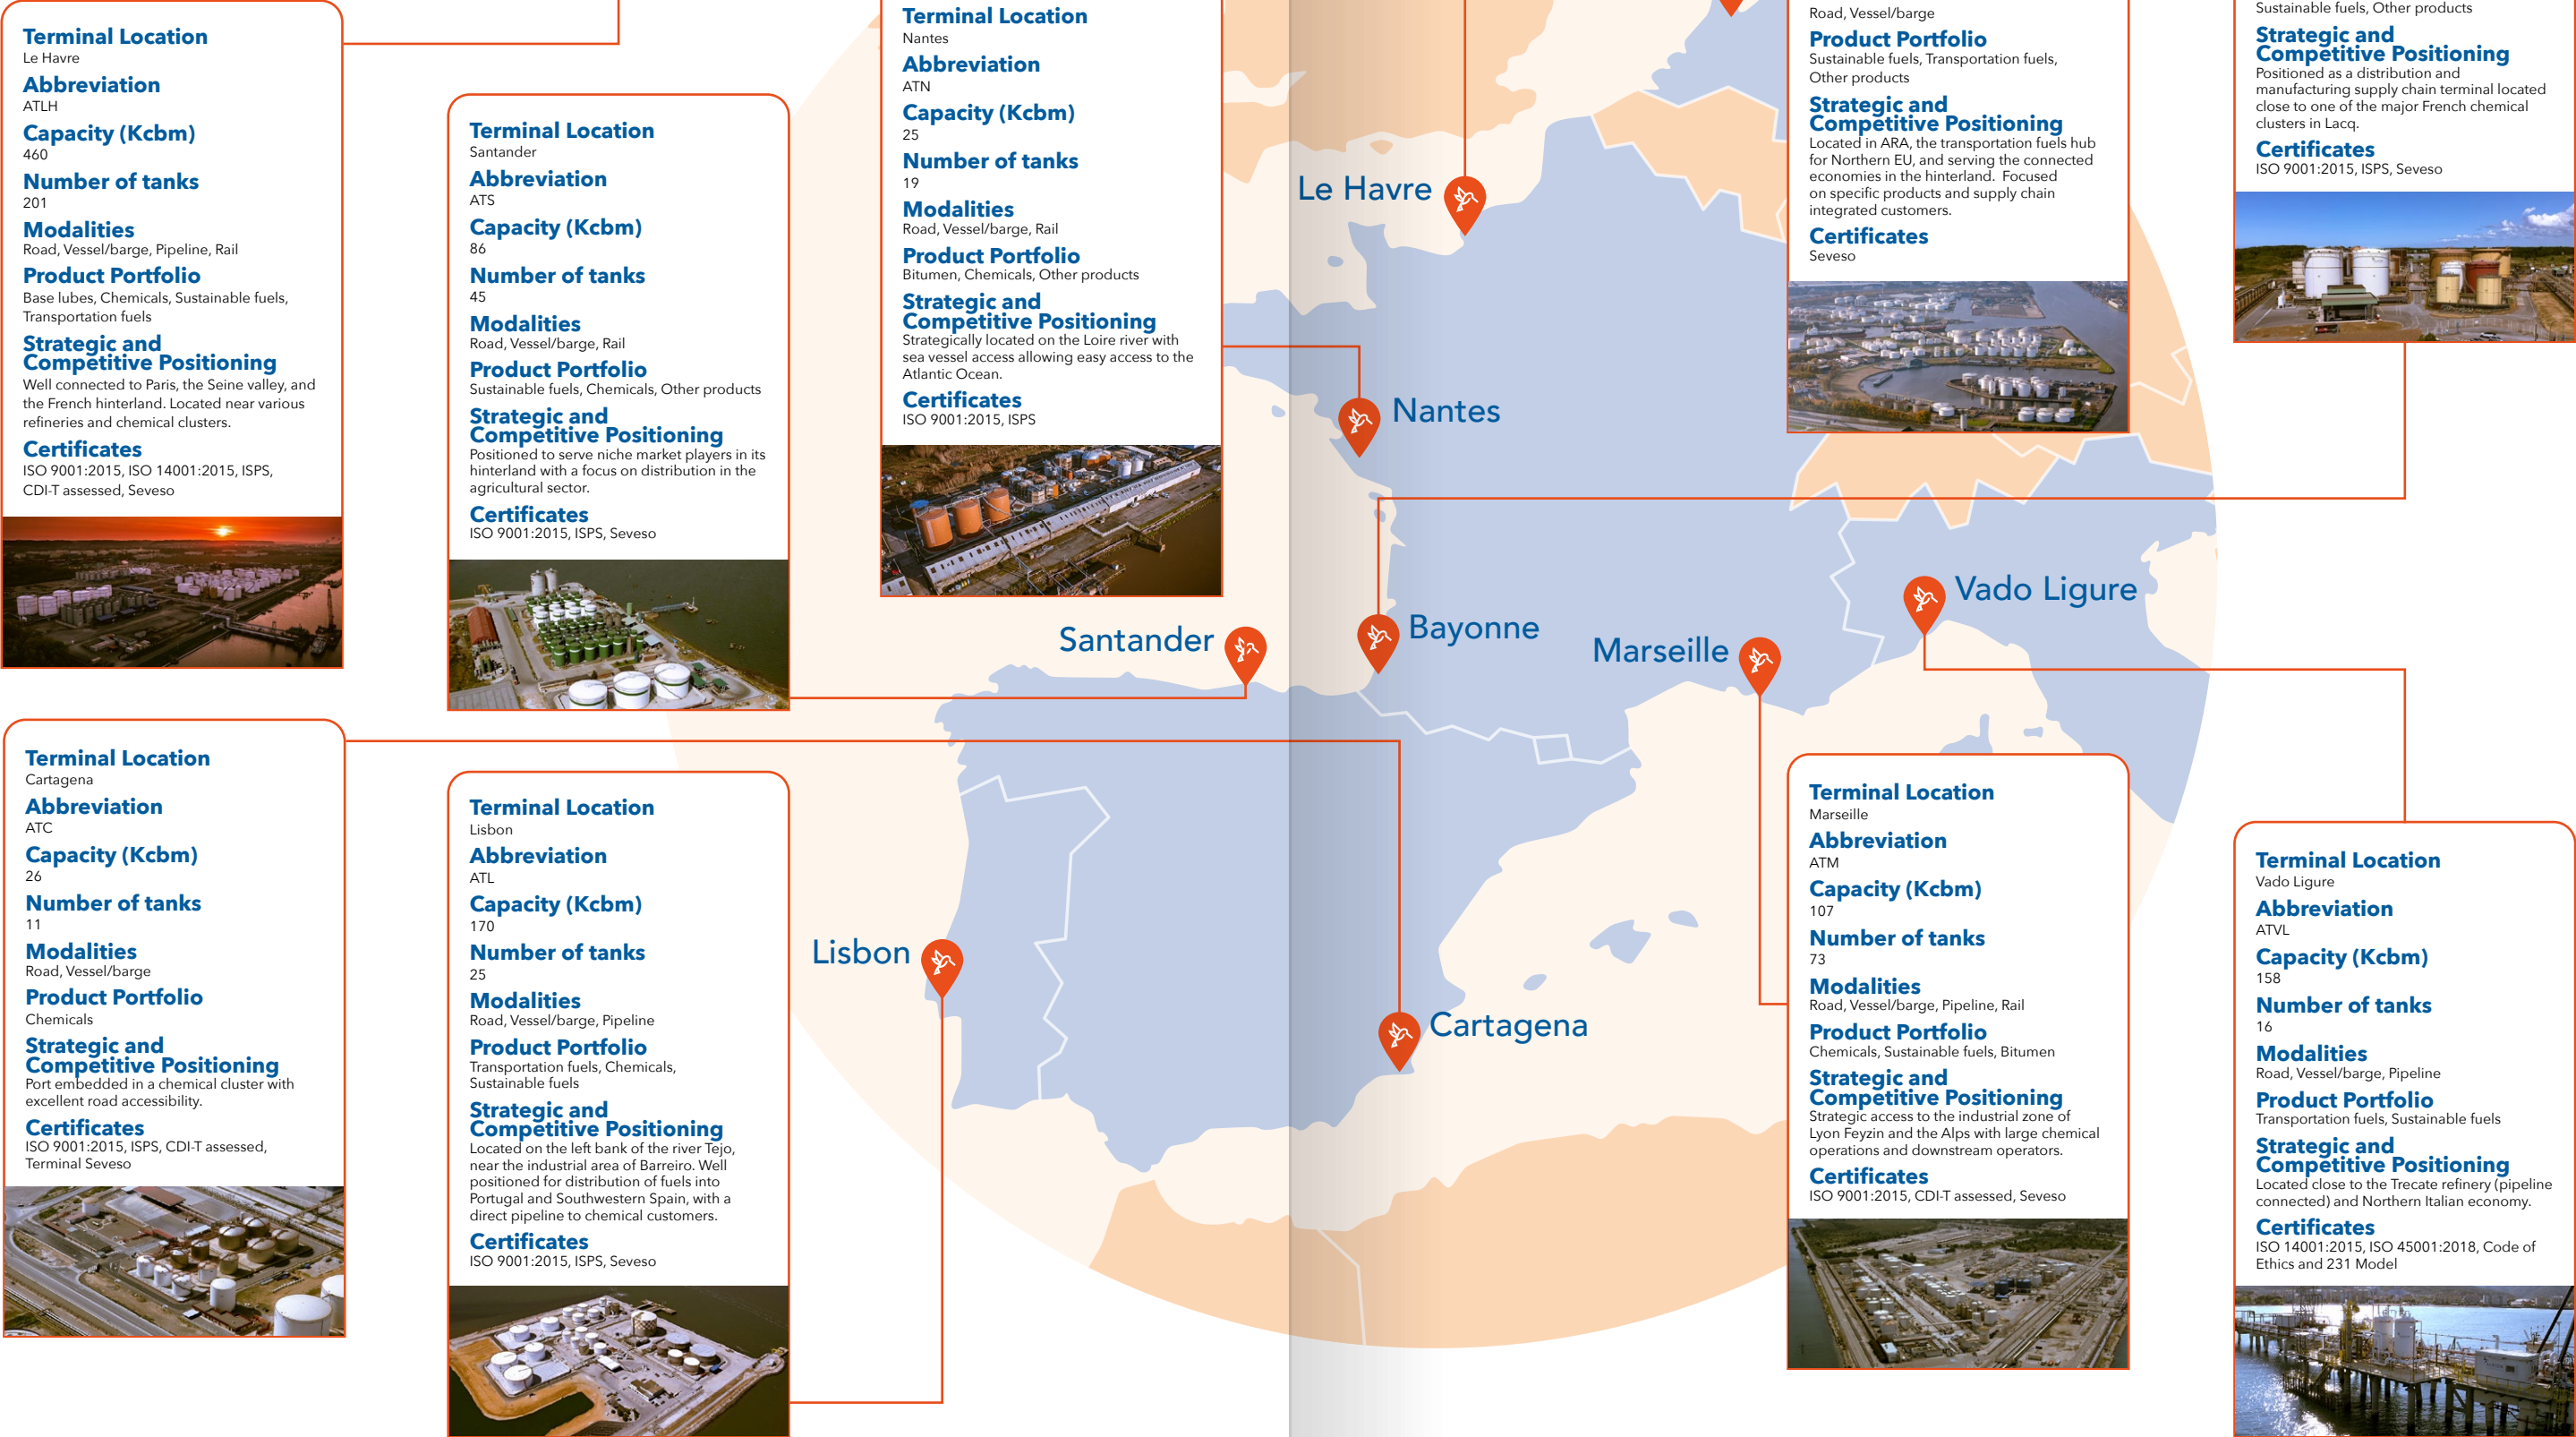 Terminal Location
Le Havre
Abbreviation
ATLH
Capacity (Kcbm)
460
Number of tanks
201
Modalities
Road, Vessel/barge, Pipeline, Rail
Product Portfolio
Base lubes, Chemicals, Sustainable fuels,
Transportation fuels
Strategic and
Competitive Positioning
Well connected to Paris, the Seine valley, and
the French hinterland. Located near various
refineries and chemical clusters.
Certificates
ISO 9001:2015, ISO 14001:2015, ISPS,
CDI-T assessed, Seveso
Terminal Location
Santander
Abbreviation
ATS
Capacity (Kcbm)
86
Number of tanks
45
Modalities
Road, Vessel/barge, Rail
Product Portfolio
Sustainable fuels, Chemicals, Other products
Strategic and
Competitive Positioning
Positioned to serve niche market players in its
hinterland with a focus on distribution in the
agricultural sector.
Certificates
ISO 9001:2015, ISPS, Seveso
Terminal Location
Nantes
Abbreviation
ATN
Capacity (Kcbm)
25
Number of tanks
19
Modalities
Road, Vessel/barge, Rail
Product Portfolio
Bitumen, Chemicals, Other products
Strategic and
Competitive Positioning
Strategically located on the Loire river with
sea vessel access allowing easy access to the
Atlantic Ocean.
Certificates
ISO 9001:2015, ISPS
Road, Vessel/barge
Product Portfolio
Sustainable fuels, Transportation fuels,
Other products
Strategic and
Competitive Positioning
Located in ARA, the transportation fuels hub
for Northern EU, and serving the connected
economies in the hinterland. Focused
on specific products and supply chain
integrated customers.
Certificates
Seveso
Sustainable fuels, Other products
Strategic and
Competitive Positioning
Positioned as a distribution and
manufacturing supply chain terminal located
close to one of the major French chemical
clusters in Lacq.
Certificates
ISO 9001:2015, ISPS, Seveso
Le Havre
Nantes
Vado Ligure
Bayonne
Santander
Marseille
Lisbon
Cartagena
Terminal Location
Cartagena
Abbreviation
ATC
Capacity (Kcbm)
26
Number of tanks
11
Modalities
Road, Vessel/barge
Product Portfolio
Chemicals
Strategic and
Competitive Positioning
Port embedded in a chemical cluster with
excellent road accessibility.
Certificates
ISO 9001:2015, ISPS, CDI-T assessed,
Terminal Seveso
Terminal Location
Lisbon
Abbreviation
ATL
Capacity (Kcbm)
170
Number of tanks
25
Modalities
Road, Vessel/barge, Pipeline
Product Portfolio
Transportation fuels, Chemicals,
Sustainable fuels
Strategic and
Competitive Positioning
Located on the left bank of the river Tejo,
near the industrial area of Barreiro. Well
positioned for distribution of fuels into
Portugal and Southwestern Spain, with a
direct pipeline to chemical customers.
Certificates
ISO 9001:2015, ISPS, Seveso
Terminal Location
Marseille
Abbreviation
ATM
Capacity (Kcbm)
107
Number of tanks
73
Modalities
Road, Vessel/barge, Pipeline, Rail
Product Portfolio
Chemicals, Sustainable fuels, Bitumen
Strategic and
Competitive Positioning
Strategic access to the industrial zone of
Lyon Feyzin and the Alps with large chemical
operations and downstream operators.
Certificates
ISO 9001:2015, CDI-T assessed, Seveso
Terminal Location
Vado Ligure
Abbreviation
ATVL
Capacity (Kcbm)
158
Number of tanks
16
Modalities
Road, Vessel/barge, Pipeline
Product Portfolio
Transportation fuels, Sustainable fuels
Strategic and
Competitive Positioning
Located close to the Trecate refinery (pipeline
connected) and Northern Italian economy.
Certificates
ISO 14001:2015, ISO 45001:2018, Code of
Ethics and 231 Model